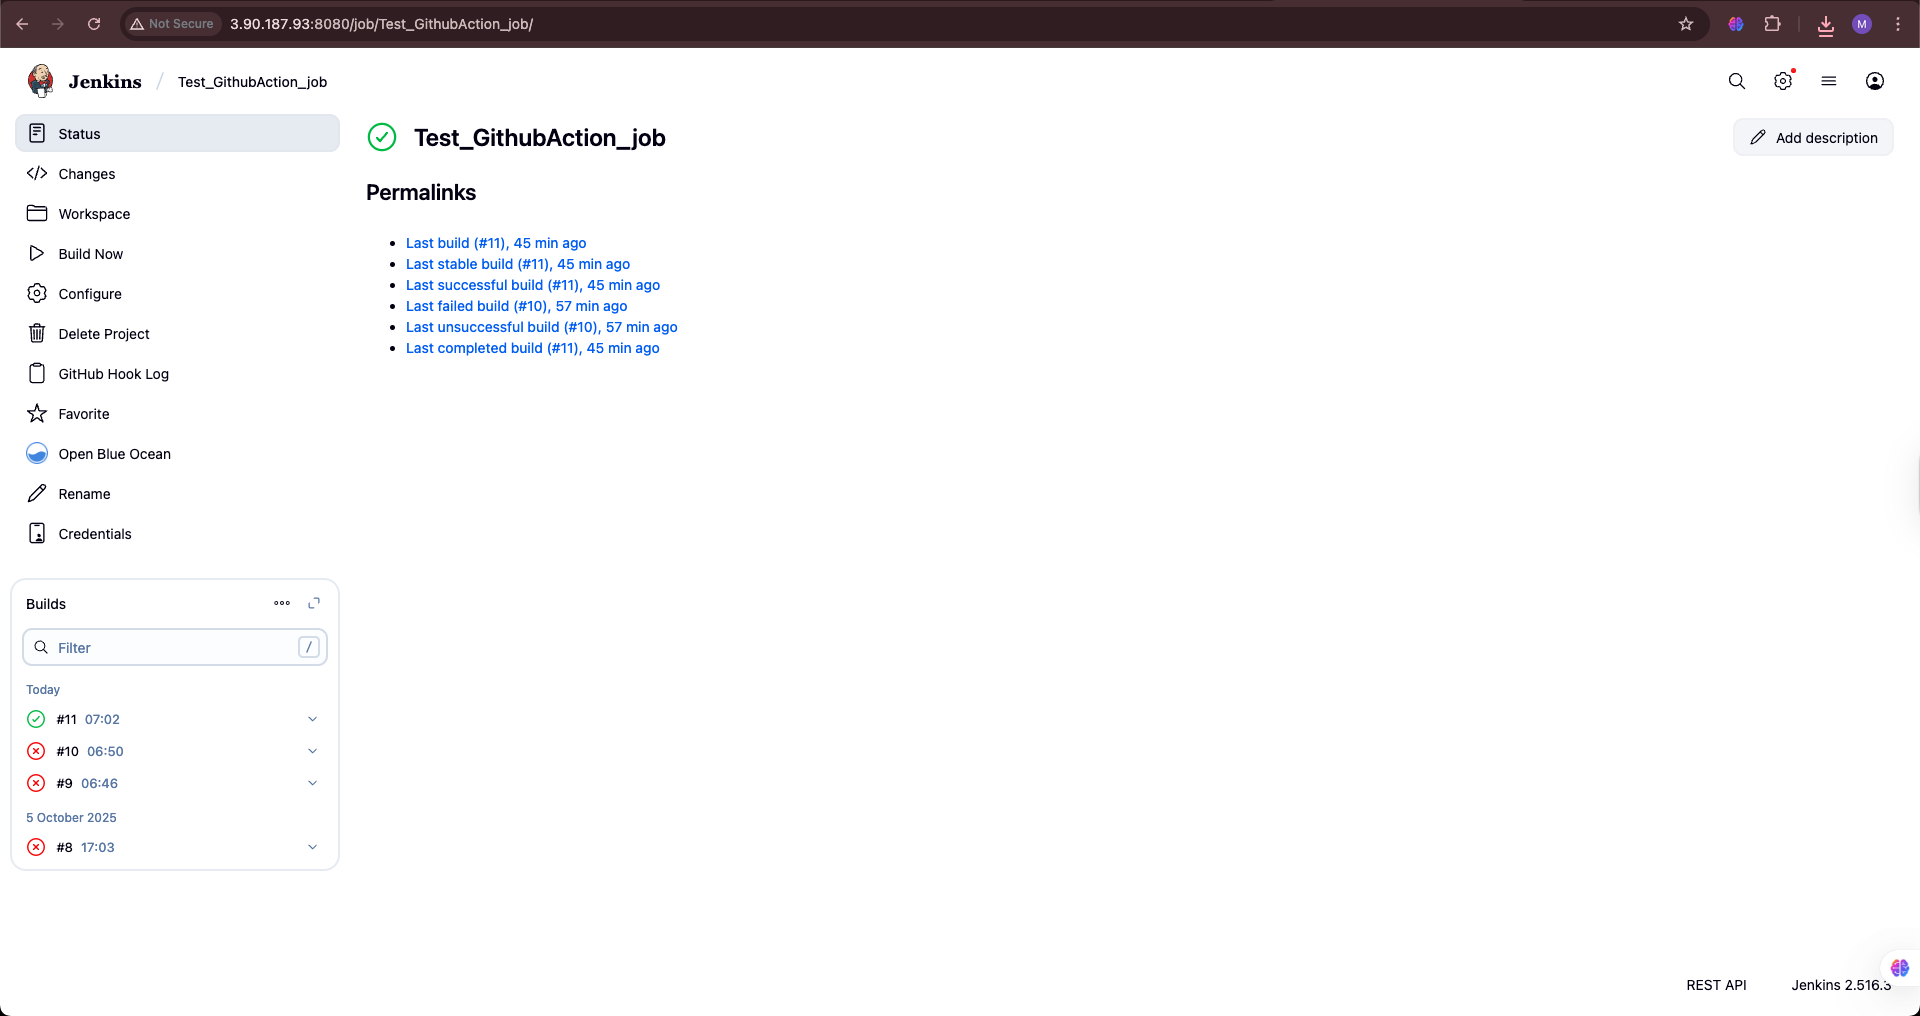 Not Secure 3.90.187.93:8080/job/Test_GithubAction_job/ M
Jenkins / Test_GithubAction_job
Status
Changes
Workspace
Build Now
Configure
Delete Project
GitHub Hook Log
Favorite
Open Blue Ocean
Rename
Credentials
Test_GithubAction_job
Add description
Permalinks
Last build (#11), 45 min ago
Last stable build (#11), 45 min ago
Last successful build (#11), 45 min ago
Last failed build (#10), 57 min ago
Last unsuccessful build (#10), 57 min ago
Last completed build (#11), 45 min ago
Builds
Filter /
Today
#11 07:02
#10 06:50
#9 06:46
5 October 2025
#8 17:03
REST API Jenkins 2.516.3